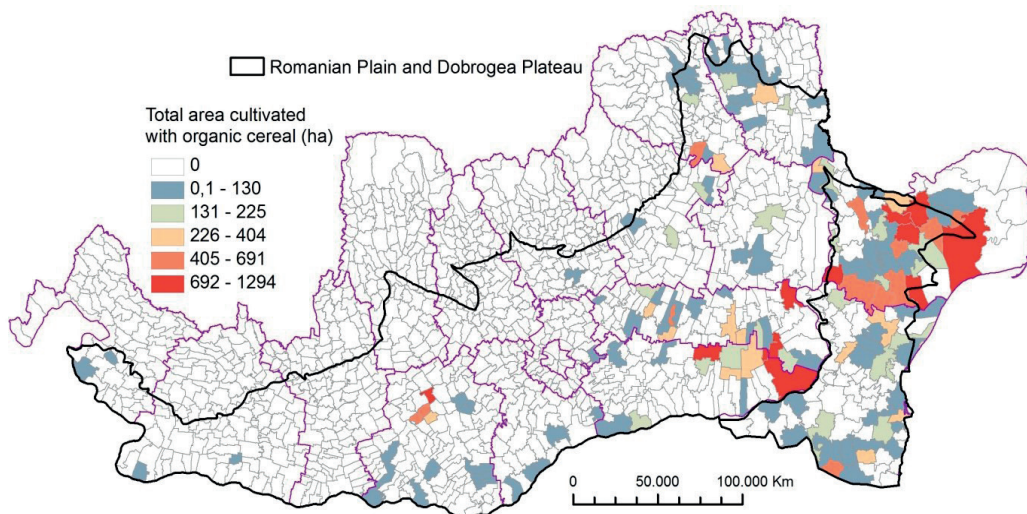 Romanian Plain and Dobrogea Plateau
Total area cultivated
with organic cereal (ha)
0
0,1 - 130
131 - 225
226 - 404
405 - 691
692 - 1294
0 50.000 100.000 Km